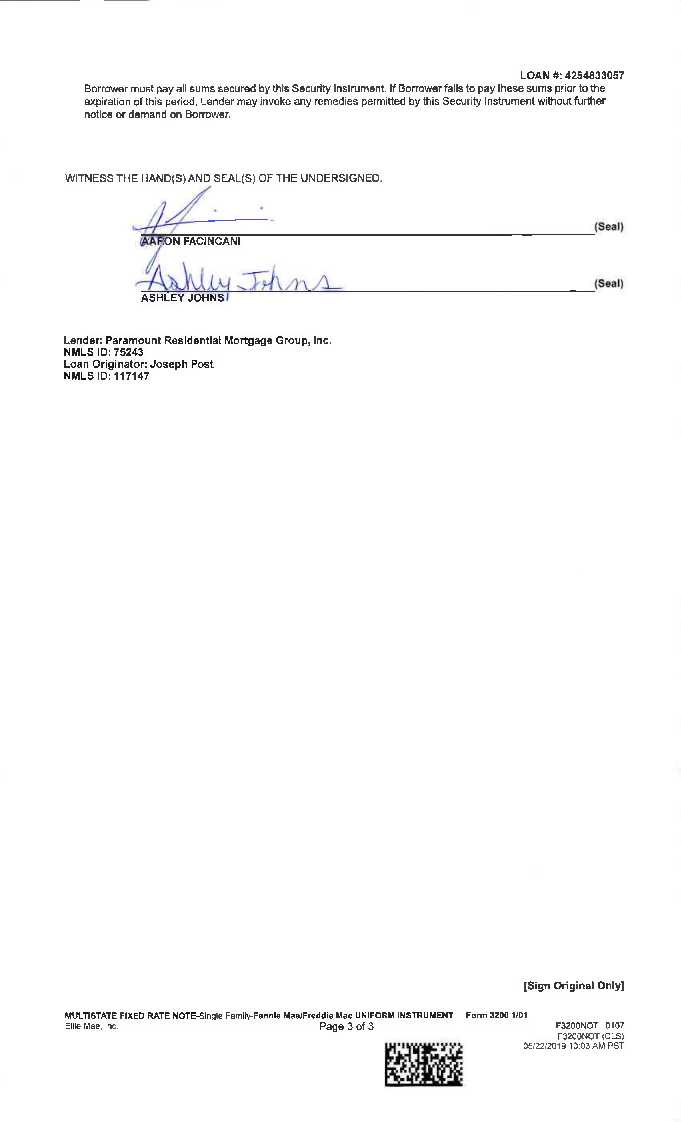 LOAN #: 4254833057
Borrower must pay all sums secured by this Security Instrument. If Borrower fails to pay these sums prior to the
expiration of this period, Lender may invoke any remedies permitted by this Security Instrument without further
notice or demand on Borrower.
WITNESS THE HAND(S) AND SEAL(S) OF THE UNDERSIGNED.
(Seal)
AARON FACINCANI
Ashley Johns
(Seal)
ASHLEY JOHNS
Lender: Paramount Residential Mortgage Group, Inc.
NMLS ID: 75243
Loan Originator: Joseph Post
NMLS ID: 117147
[Sign Original Only]
MULTISTATE FIXED RATE NOTE-Single Family-Fannie Mae/Freddie Mac UNIFORM INSTRUMENT Form 3200 1/01
Ellie Mae, Inc. Page 3 of 3 F3200NOT 0107
F3200NOT (CLS)
05/22/2019 10:03 AM PST